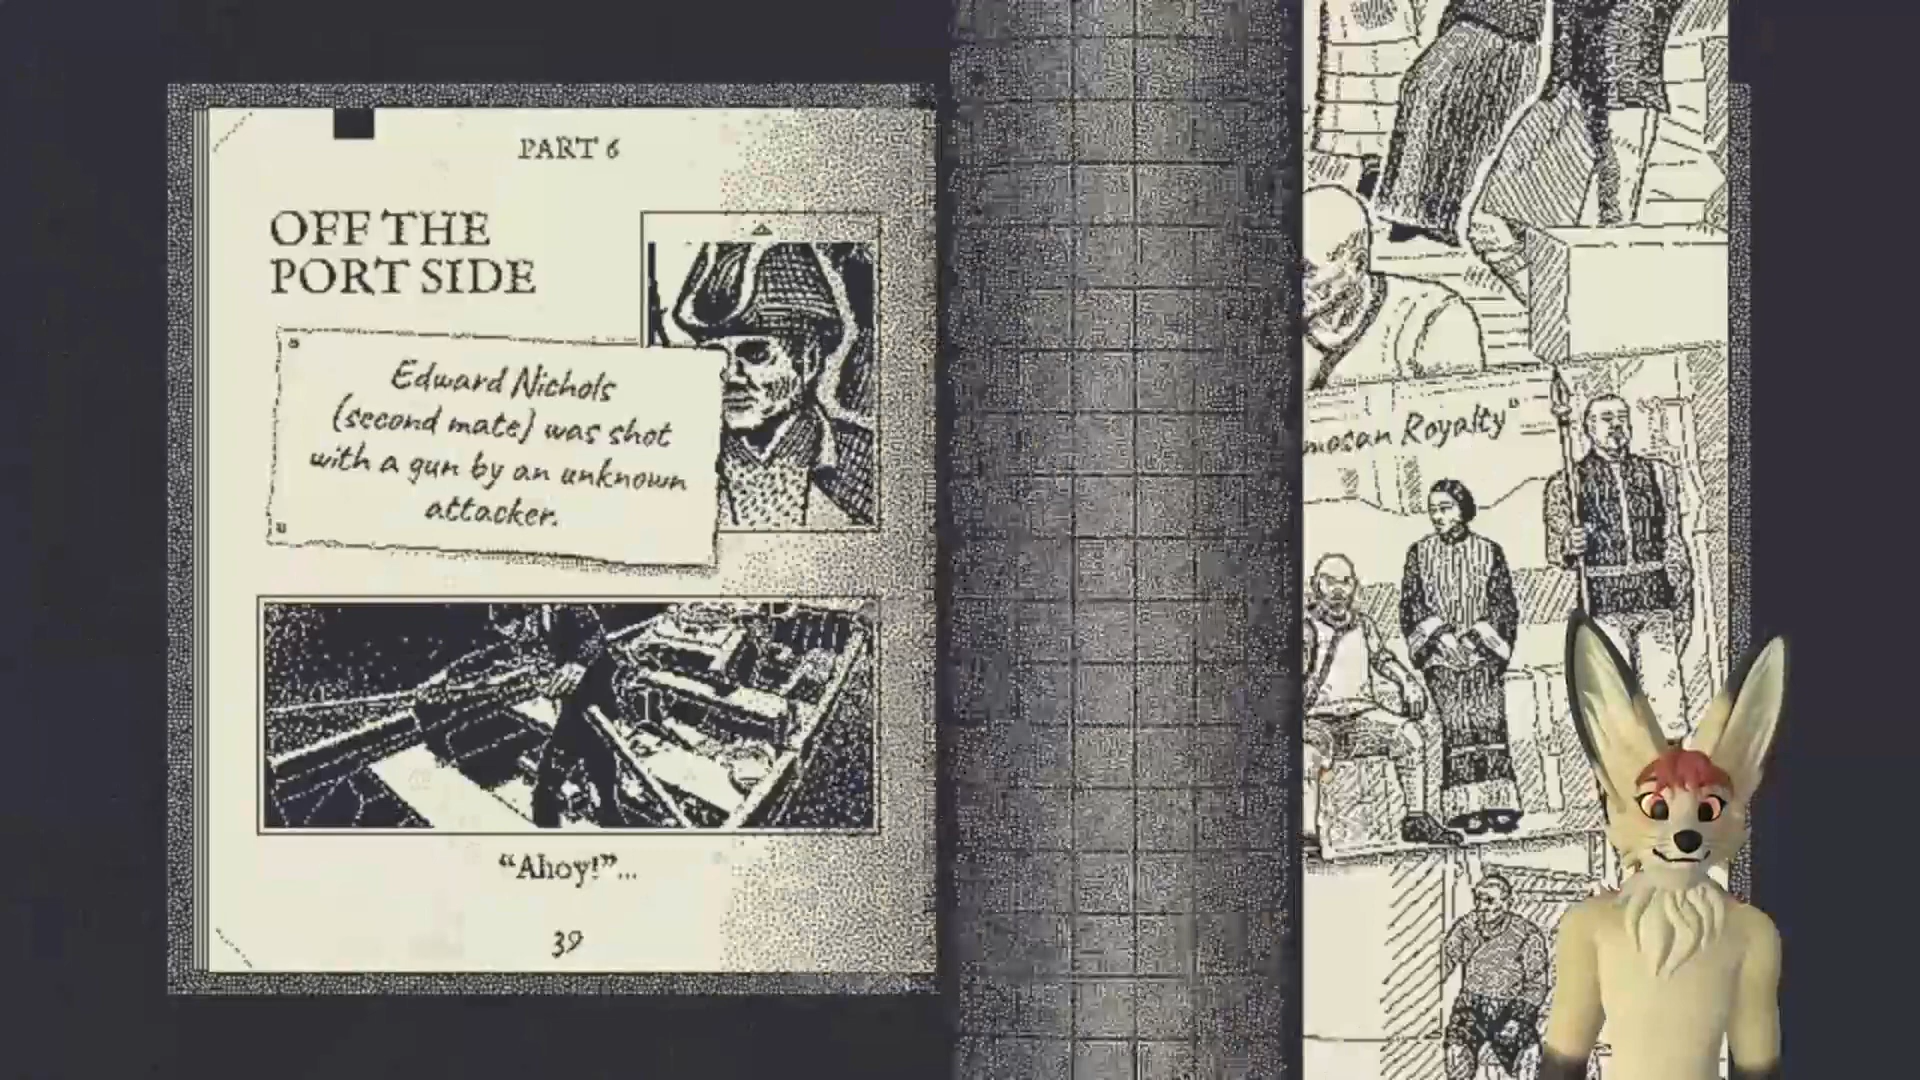 PART 6
OFF THE
PORT SIDE
Edward Nichols
(second mate) was shot
with a gun by an unknown
attacker.
"Ahoy!"...
39
Royalty